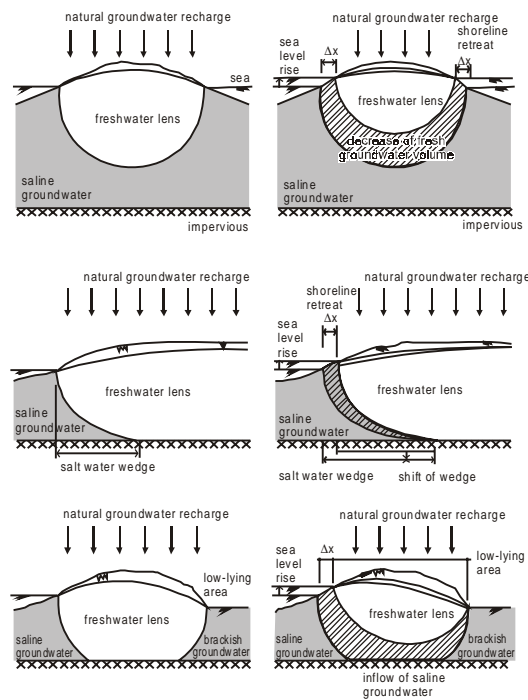 natural groundwater recharge
sea
freshwater lens
saline
groundwater
impervious
natural groundwater recharge
shoreline
retreat
sea
level
rise
Δx
Δx
freshwater lens
decrease of fresh
groundwater volume
saline
groundwater
impervious
natural groundwater recharge
freshwater lens
saline
groundwater
salt water wedge
natural groundwater recharge
shoreline
retreat
Δx
sea
level
rise
freshwater lens
saline
groundwater
salt water wedge
shift of wedge
natural groundwater recharge
low-lying
area
freshwater lens
saline
groundwater
brackish
groundwater
natural groundwater recharge
sea
level
rise
Δx
low-lying
area
freshwater lens
saline
groundwater
brackish
groundwater
inflow of saline
groundwater